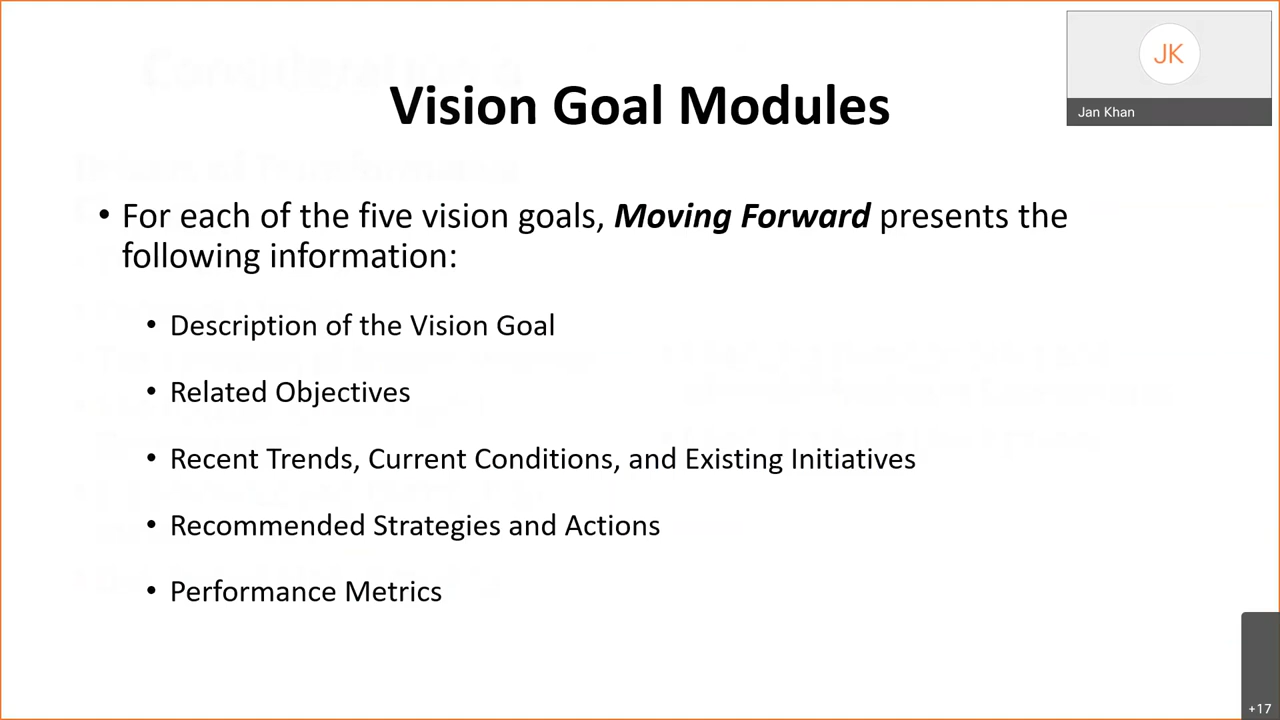 Vision Goal Modules
JK
Jan Khan
• For each of the five vision goals, Moving Forward presents the
following information:
• Description of the Vision Goal
• Related Objectives
• Recent Trends, Current Conditions, and Existing Initiatives
• Recommended Strategies and Actions
• Performance Metrics
+17